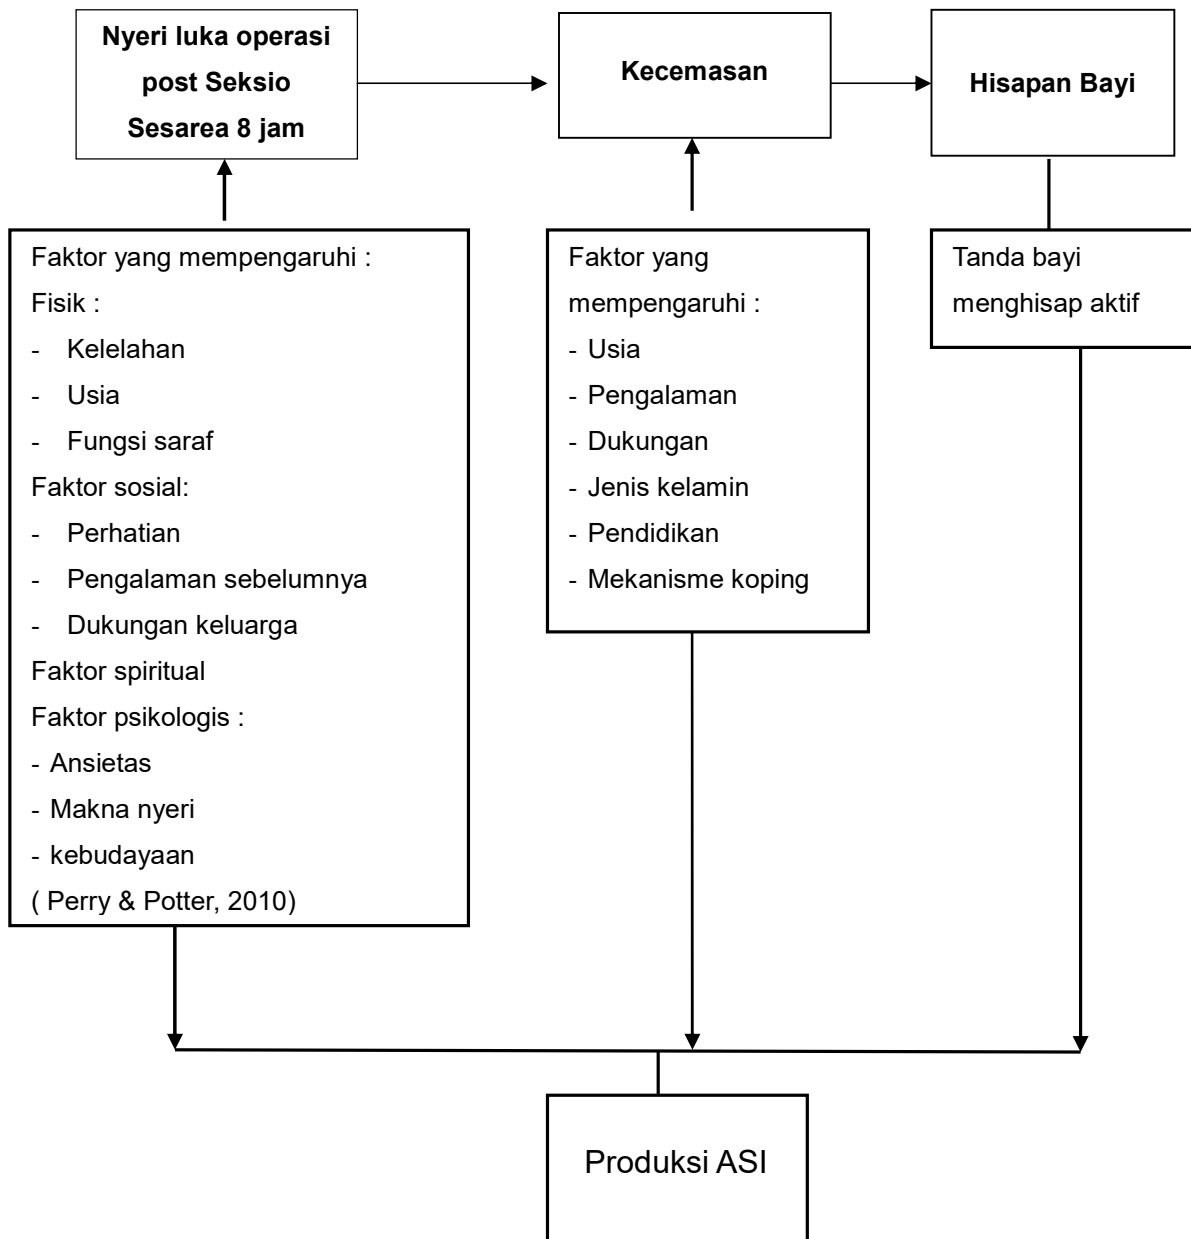 Nyeri luka operasi
post Seksio
Sesarea 8 jam
Kecemasan
Hisapan Bayi
Faktor yang mempengaruhi :
Fisik :
- Kelelahan
- Usia
- Fungsi saraf
Faktor sosial:
- Perhatian
- Pengalaman sebelumnya
- Dukungan keluarga
Faktor spiritual
Faktor psikologis :
- Ansietas
- Makna nyeri
- kebudayaan
( Perry & Potter, 2010)
Faktor yang
mempengaruhi :
- Usia
- Pengalaman
- Dukungan
- Jenis kelamin
- Pendidikan
- Mekanisme koping
Tanda bayi
menghisap aktif
Produksi ASI